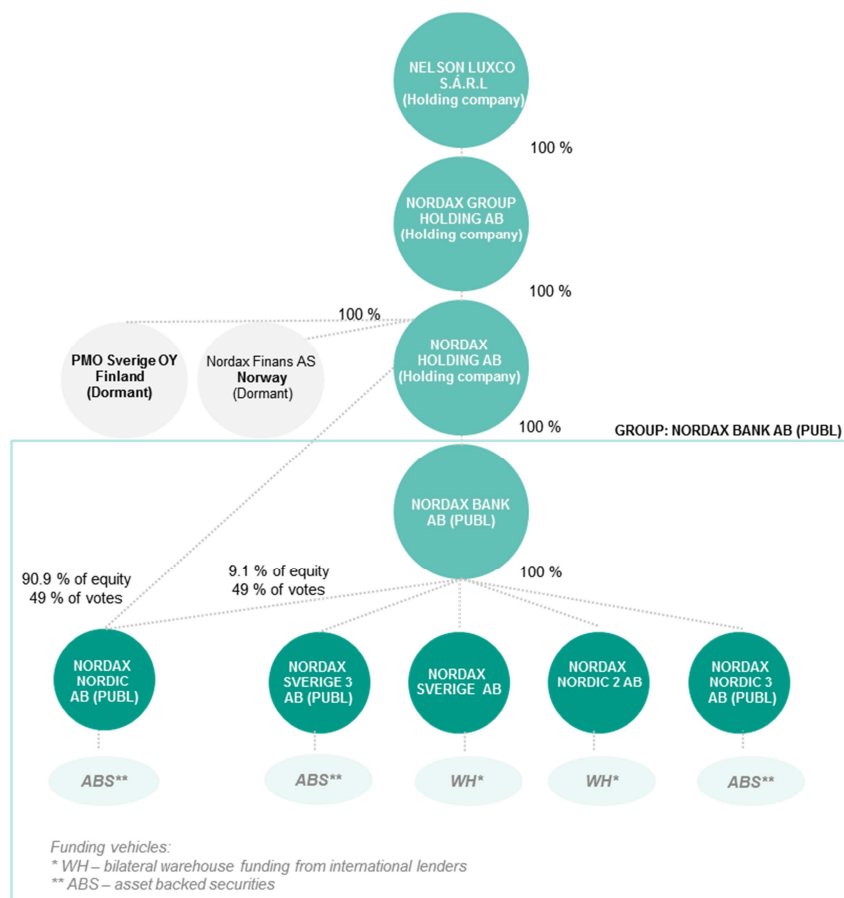 NELSON LUXCO
S.Á.R.L
(Holding company)
100 %
NORDAX GROUP
HOLDING AB
(Holding company)
100 %
100 %
PMO Sverige OY
Finland
(Dormant)
Nordax Finans AS
Norway
(Dormant)
NORDAX
HOLDING AB
(Holding company)
100 %
GROUP: NORDAX BANK AB (PUBL)
NORDAX BANK
AB (PUBL)
90.9 % of equity
49 % of votes
9.1 % of equity
49 % of votes
100 %
NORDAX
NORDIC
AB (PUBL)
NORDAX
SVERIGE 3
AB (PUBL)
NORDAX
SVERIGE AB
NORDAX
NORDIC 2 AB
NORDAX
NORDIC 3
AB (PUBL)
ABS**
ABS**
WH*
WH*
ABS**
Funding vehicles:
* WH – bilateral warehouse funding from international lenders
** ABS – asset backed securities